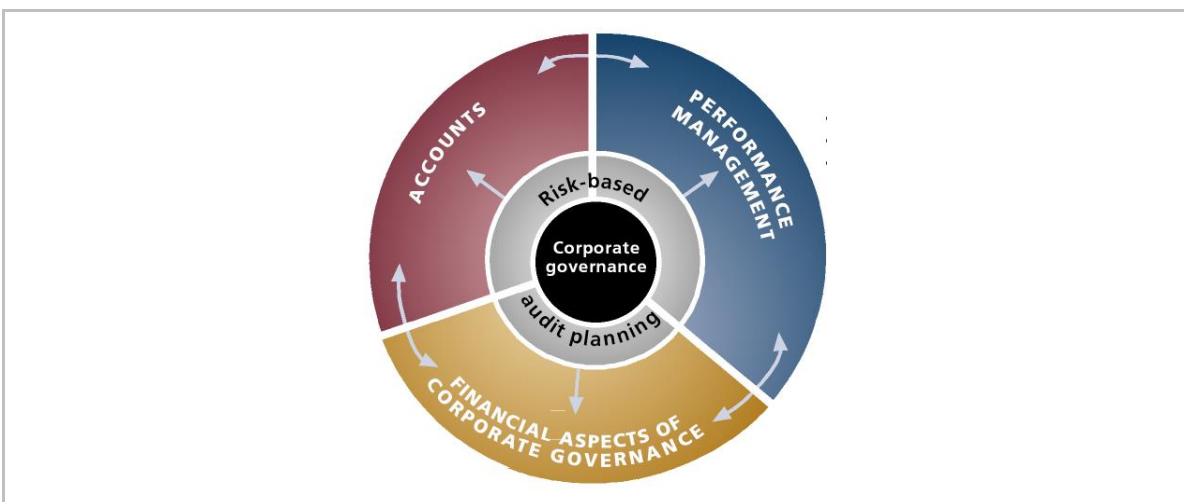 ACCOUNTS
PERFORMANCE
MANAGEMENT
Risk-based
Corporate
governance
audit planning
FINANCIAL ASPECTS OF
CORPORATE GOVERNANCE